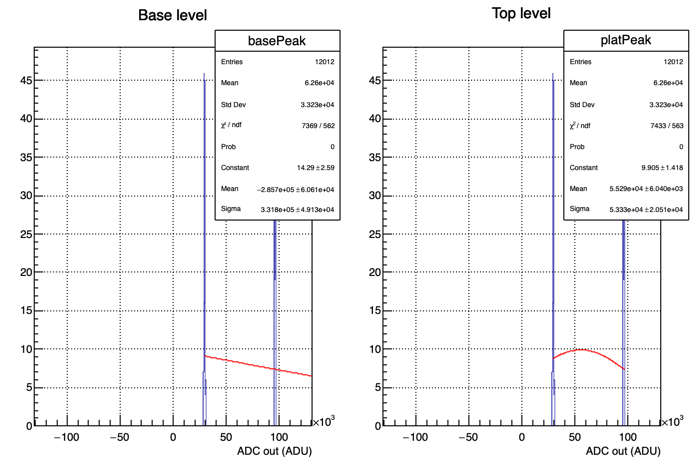 Base level
basePeak
Entries 12012
Mean 6.26e+04
Std Dev 3.323e+04
χ² / ndf 7369 / 562
Prob 0
Constant 14.29±2.59
Mean −2.857e+05±6.061e+04
Sigma 3.318e+05±4.913e+04
45
40
35
30
25
20
15
10
5
0
−100 −50 0 50 100
×10³
ADC out (ADU)
Top level
platPeak
Entries 12012
Mean 6.26e+04
Std Dev 3.323e+04
χ² / ndf 7433 / 563
Prob 0
Constant 9.905±1.418
Mean 5.529e+04±6.040e+03
Sigma 5.333e+04±2.051e+04
45
40
35
30
25
20
15
10
5
0
−100 −50 0 50 100
×10³
ADC out (ADU)